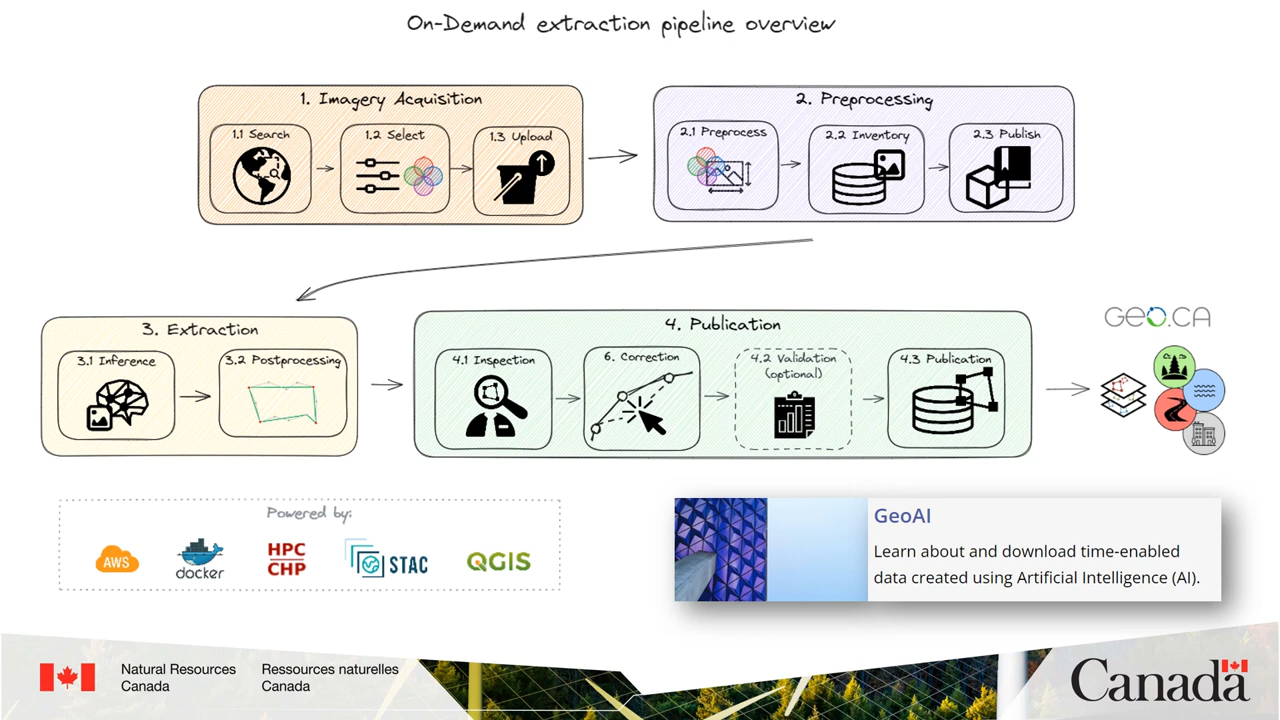 On-Demand extraction pipeline overview
1. Imagery Acquisition
1.1 Search
1.2 Select
1.3 Upload
2. Preprocessing
2.1 Preprocess
2.2 Inventory
2.3 Publish
3. Extraction
3.1 Inference
3.2 Postprocessing
4. Publication
4.1 Inspection
6. Correction
4.2 Validation
(optional)
4.3 Publication
GEO.CA
Powered by:
AWS
docker
HPC
CHP
STAC
QGIS
GeoAI
Learn about and download time-enabled
data created using Artificial Intelligence (AI).
Natural Resources
Canada
Ressources naturelles
Canada
Canada